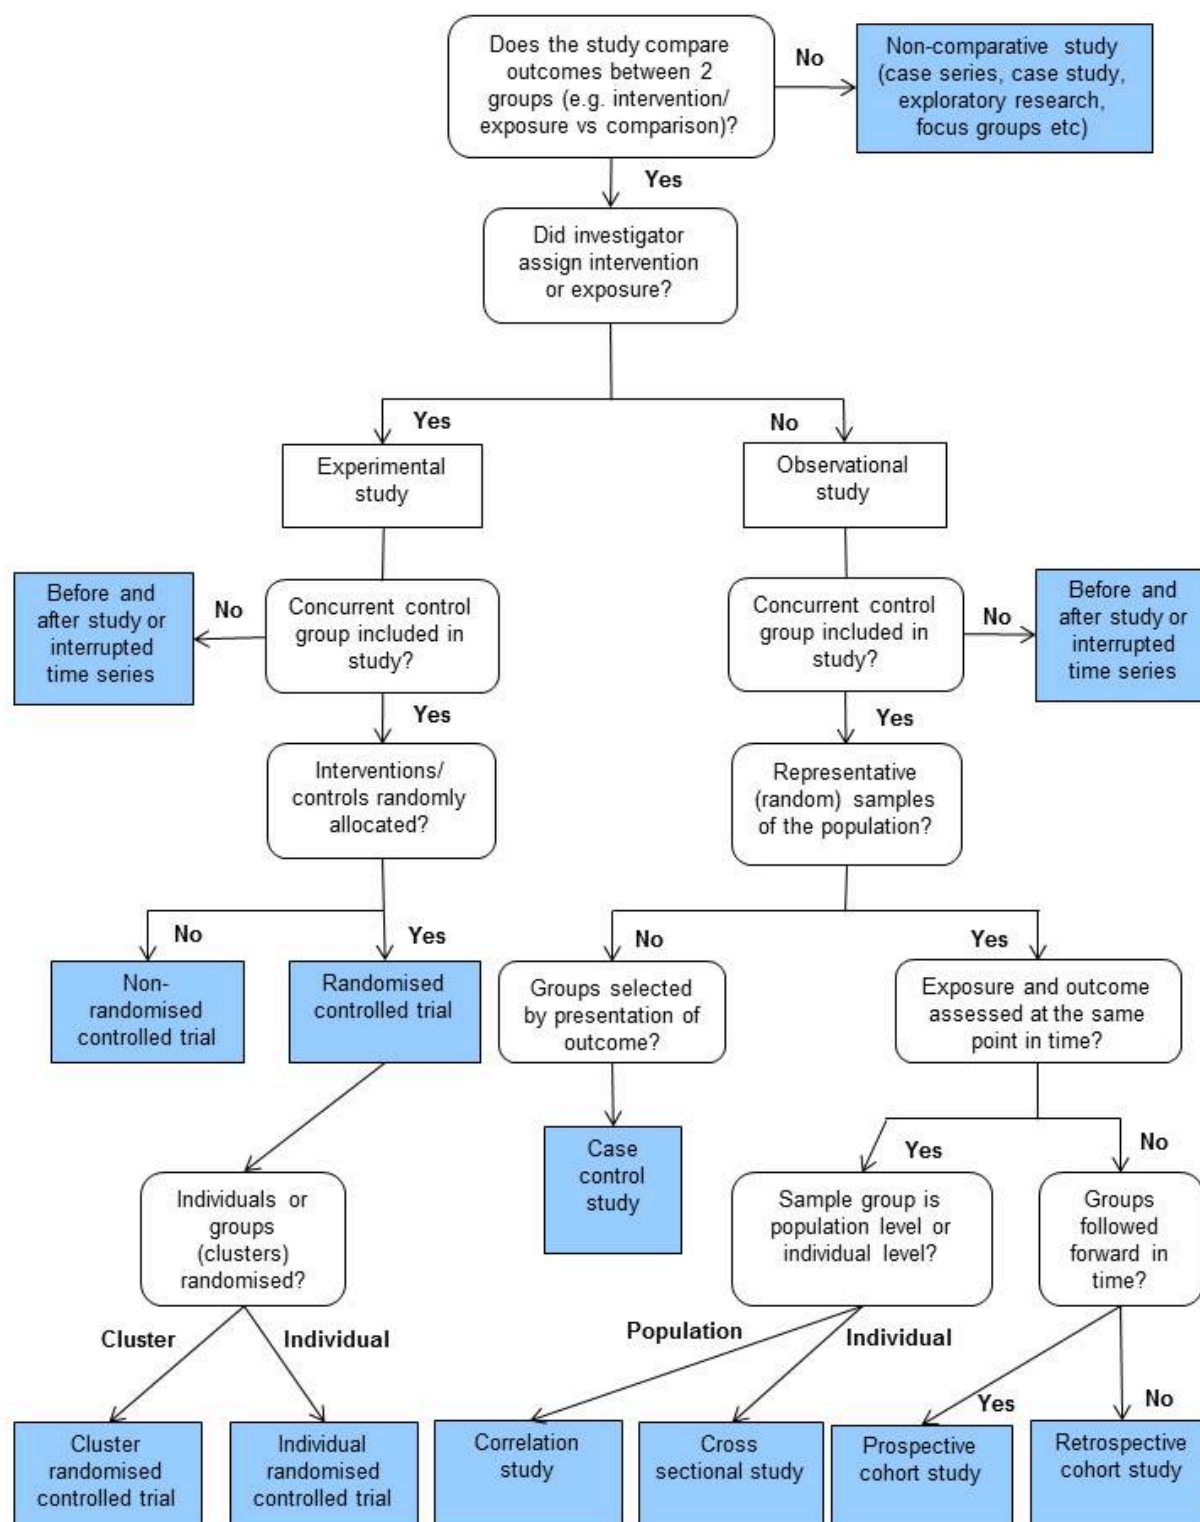 Does the study compare
outcomes between 2
groups (e.g. intervention/
exposure vs comparison)?
No
Non-comparative study
(case series, case study,
exploratory research,
focus groups etc)
Yes
Did investigator
assign intervention
or exposure?
Yes
No
Experimental
study
Observational
study
Before and
after study or
interrupted
time series
No
Concurrent control
group included in
study?
Concurrent control
group included in
study?
No
Before and
after study or
interrupted
time series
Yes
Yes
Interventions/
controls randomly
allocated?
Representative
(random) samples
of the population?
No
Yes
No
Yes
Non-
randomised
controlled trial
Randomised
controlled trial
Groups selected
by presentation of
outcome?
Exposure and outcome
assessed at the same
point in time?
Yes
No
Case
control
study
Individuals or
groups
(clusters)
randomised?
Sample group is
population level or
individual level?
Groups
followed
forward in
time?
Cluster
Individual
Population
Individual
Yes
No
Cluster
randomised
controlled trial
Individual
randomised
controlled trial
Correlation
study
Cross
sectional study
Prospective
cohort study
Retrospective
cohort study